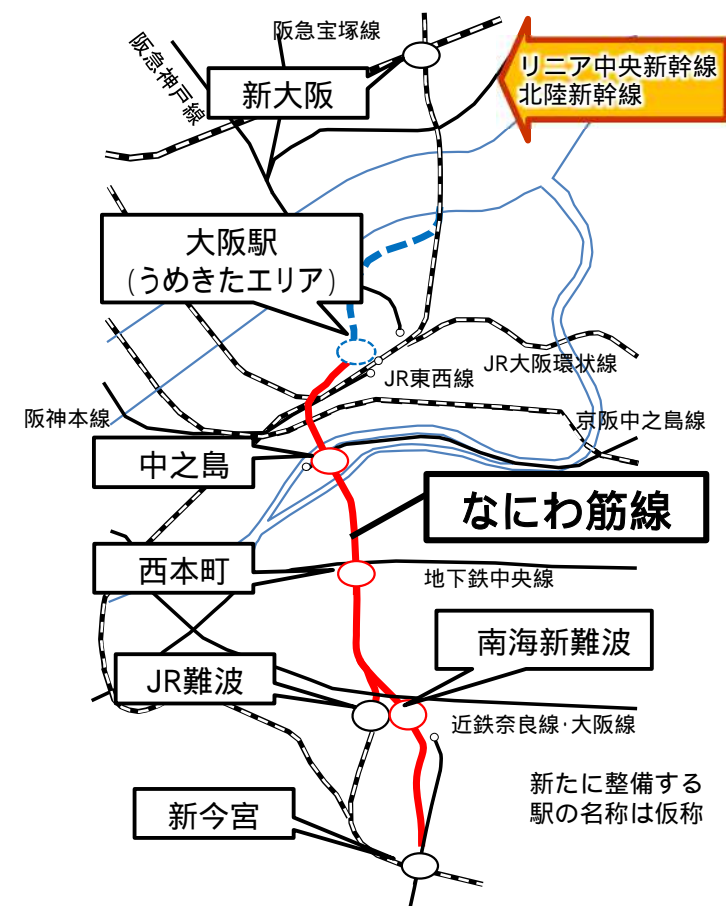 阪急宝塚線
阪急神戸線
リニア中央新幹線
北陸新幹線
新大阪
大阪駅
(うめきたエリア)
JR東西線
JR大阪環状線
阪神本線
京阪中之島線
中之島
なにわ筋線
西本町
地下鉄中央線
南海新難波
JR難波
近鉄奈良線·大阪線
新たに整備する
駅の名称は仮称
新今宮